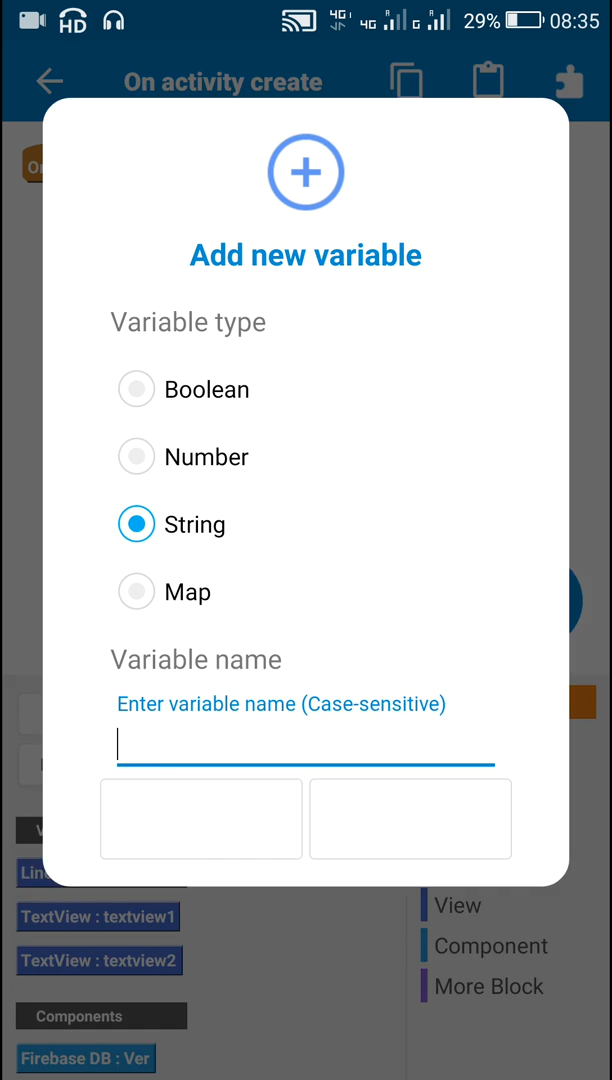 HD 4G 4G R G R 29% 08:35
On activity create
Add new variable
Variable type
Boolean
Number
String
Map
Variable name
Enter variable name (Case-sensitive)
TextView : textview1
TextView : textview2
Components
Firebase DB : Ver
View
Component
More Block